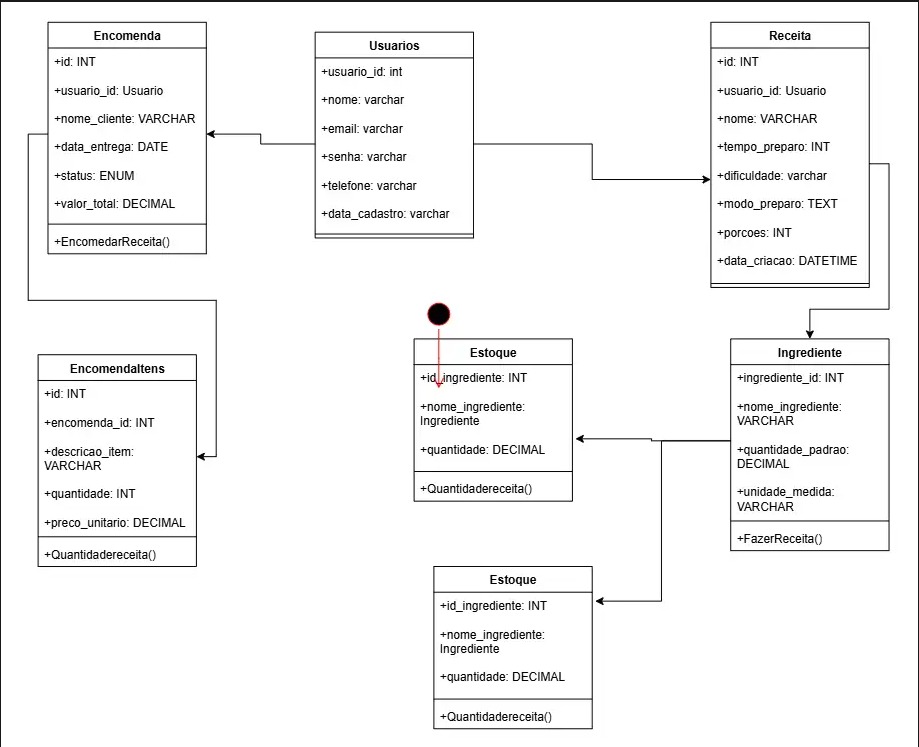 Encomenda
+id: INT
+usuario_id: Usuario
+nome_cliente: VARCHAR
+data_entrega: DATE
+status: ENUM
+valor_total: DECIMAL
+EncomedarReceita()
Usuarios
+usuario_id: int
+nome: varchar
+email: varchar
+senha: varchar
+telefone: varchar
+data_cadastro: varchar
Receita
+id: INT
+usuario_id: Usuario
+nome: VARCHAR
+tempo_preparo: INT
+dificuldade: varchar
+modo_preparo: TEXT
+porcoes: INT
+data_criacao: DATETIME
EncomendaItens
+id: INT
+encomenda_id: INT
+descricao_item:
VARCHAR
+quantidade: INT
+preco_unitario: DECIMAL
+Quantidadereceita()
Estoque
+id_ingrediente: INT
+nome_ingrediente:
Ingrediente
+quantidade: DECIMAL
+Quantidadereceita()
Ingrediente
+ingrediente_id: INT
+nome_ingrediente:
VARCHAR
+quantidade_padrao:
DECIMAL
+unidade_medida:
VARCHAR
+FazerReceita()
Estoque
+id_ingrediente: INT
+nome_ingrediente:
Ingrediente
+quantidade: DECIMAL
+Quantidadereceita()